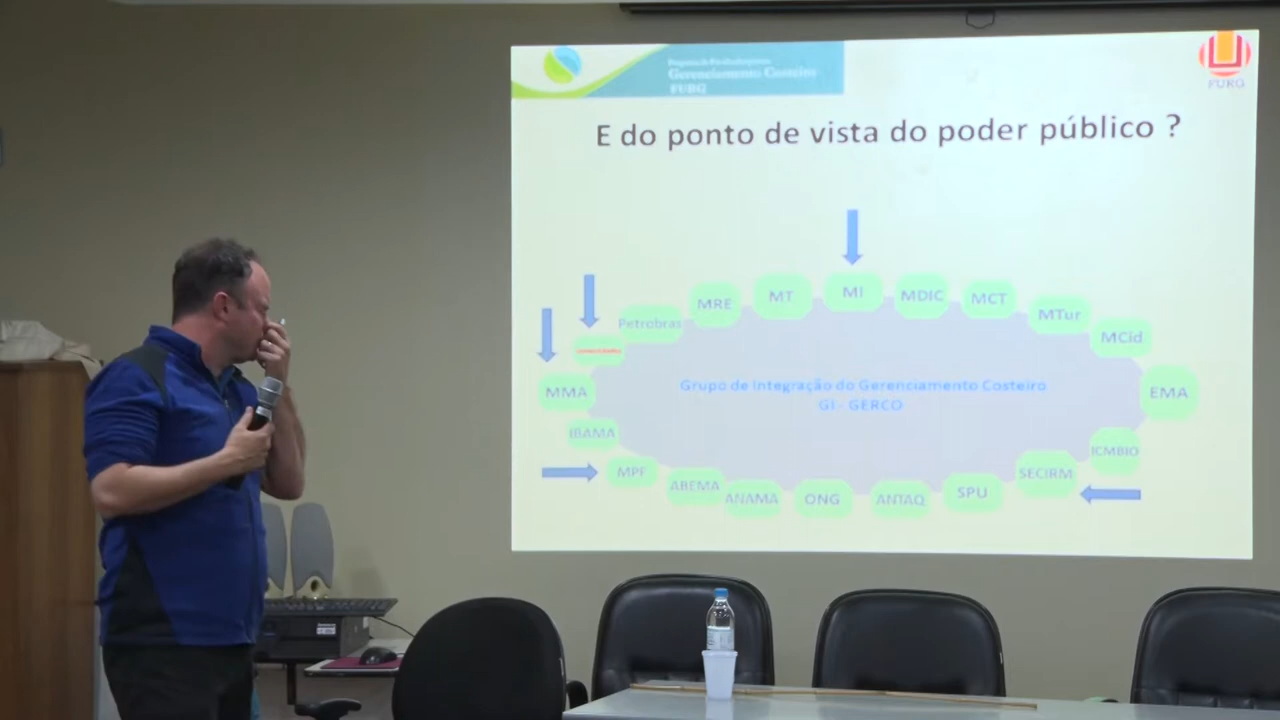 Gerenciamento Costeiro
FURG
FURG
E do ponto de vista do poder público ?
MI
MT
MDIC
MCT
MRE
MTur
Petrobras
MCid
MMA
Grupo de Integração do Gerenciamento Costeiro
EMA
GI - GERCO
IBAMA
ICMBIO
MPF
SECIRM
ABEMA
ANAMA
ONG
ANTAQ
SPU